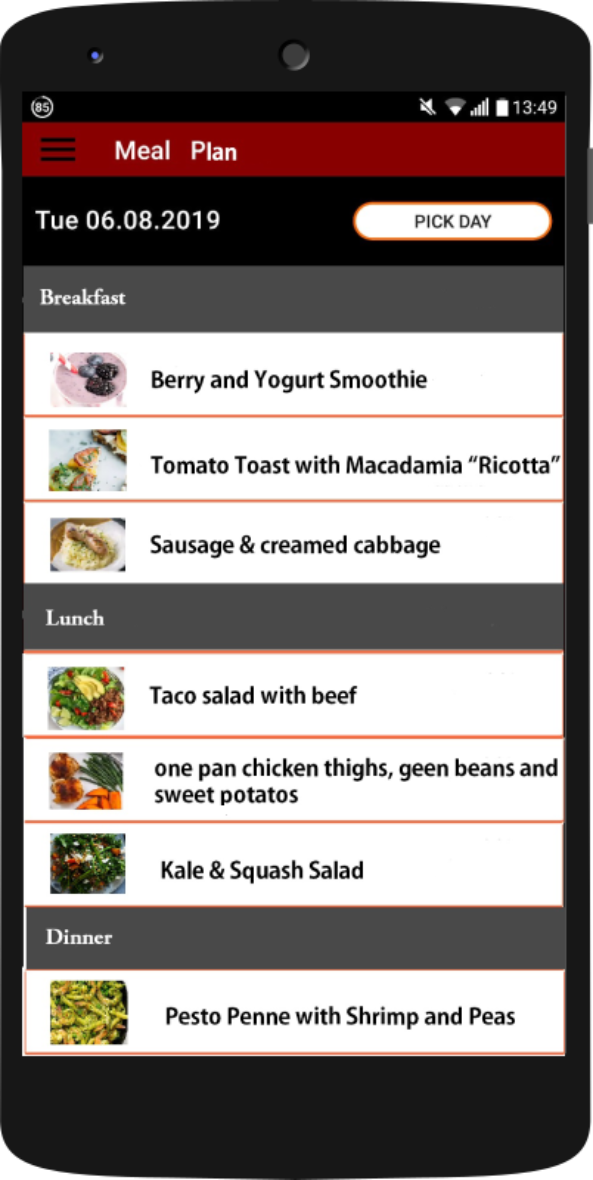 85 13:49
Meal Plan
Tue 06.08.2019 PICK DAY
Breakfast
Berry and Yogurt Smoothie
Tomato Toast with Macadamia “Ricotta”
Sausage & creamed cabbage
Lunch
Taco salad with beef
one pan chicken thighs, geen beans and
sweet potatos
Kale & Squash Salad
Dinner
Pesto Penne with Shrimp and Peas